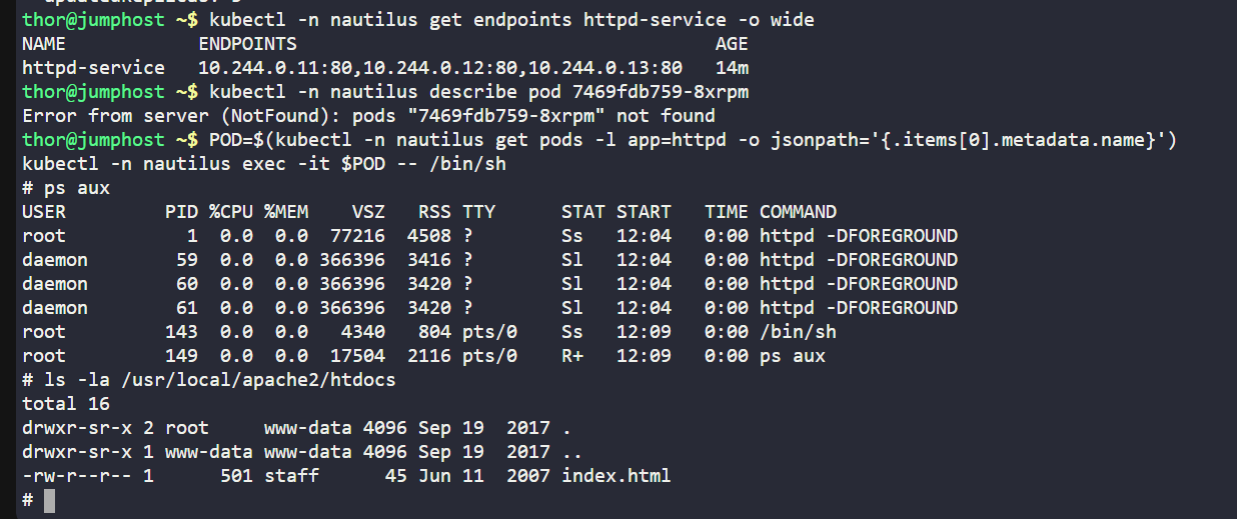 thor@jumphost ~$ kubectl -n nautilus get endpoints httpd-service -o wide
NAME            ENDPOINTS                                      AGE
httpd-service   10.244.0.11:80,10.244.0.12:80,10.244.0.13:80   14m
thor@jumphost ~$ kubectl -n nautilus describe pod 7469fdb759-8xrpm
Error from server (NotFound): pods "7469fdb759-8xrpm" not found
thor@jumphost ~$ POD=$(kubectl -n nautilus get pods -l app=httpd -o jsonpath='{.items[0].metadata.name}')
kubectl -n nautilus exec -it $POD -- /bin/sh
# ps aux
USER         PID %CPU %MEM    VSZ   RSS TTY      STAT START   TIME COMMAND
root           1  0.0  0.0  77216  4508 ?        Ss   12:04   0:00 httpd -DFOREGROUND
daemon        59  0.0  0.0 366396  3416 ?        Sl   12:04   0:00 httpd -DFOREGROUND
daemon        60  0.0  0.0 366396  3420 ?        Sl   12:04   0:00 httpd -DFOREGROUND
daemon        61  0.0  0.0 366396  3420 ?        Sl   12:04   0:00 httpd -DFOREGROUND
root         143  0.0  0.0   4340   804 pts/0    Ss   12:09   0:00 /bin/sh
root         149  0.0  0.0  17504  2116 pts/0    R+   12:09   0:00 ps aux
# ls -la /usr/local/apache2/htdocs
total 16
drwxr-sr-x 2 root     www-data 4096 Sep 19  2017 .
drwxr-sr-x 1 www-data www-data 4096 Sep 19  2017 ..
-rw-r--r-- 1      501 staff      45 Jun 11  2007 index.html
#